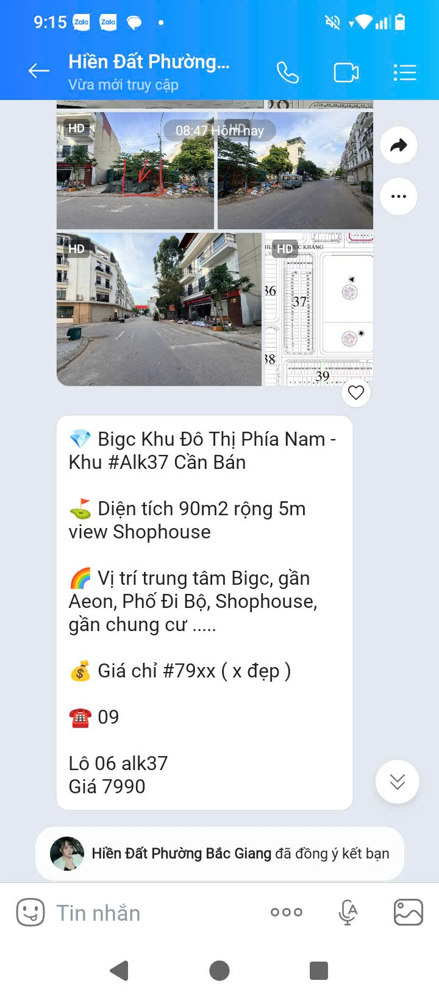 9:15 Zalo Zalo
Hiền Đất Phường...
Vừa mới truy cập
HD
08:47 Hôm nay
HD
HD
HD
36
37
38
39
💎 Bigc Khu Đô Thị Phía Nam -
Khu #Alk37 Cần Bán
⛳ Diện tích 90m2 rộng 5m
view Shophouse
🌈 Vị trí trung tâm Bigc, gần
Aeon, Phố Đi Bộ, Shophouse,
gần chung cư .....
💰 Giá chỉ #79xx ( x đẹp )
☎️ 09
Lô 06 alk37
Giá 7990
Hiền Đất Phường Bắc Giang đã đồng ý kết bạn
Tin nhắn